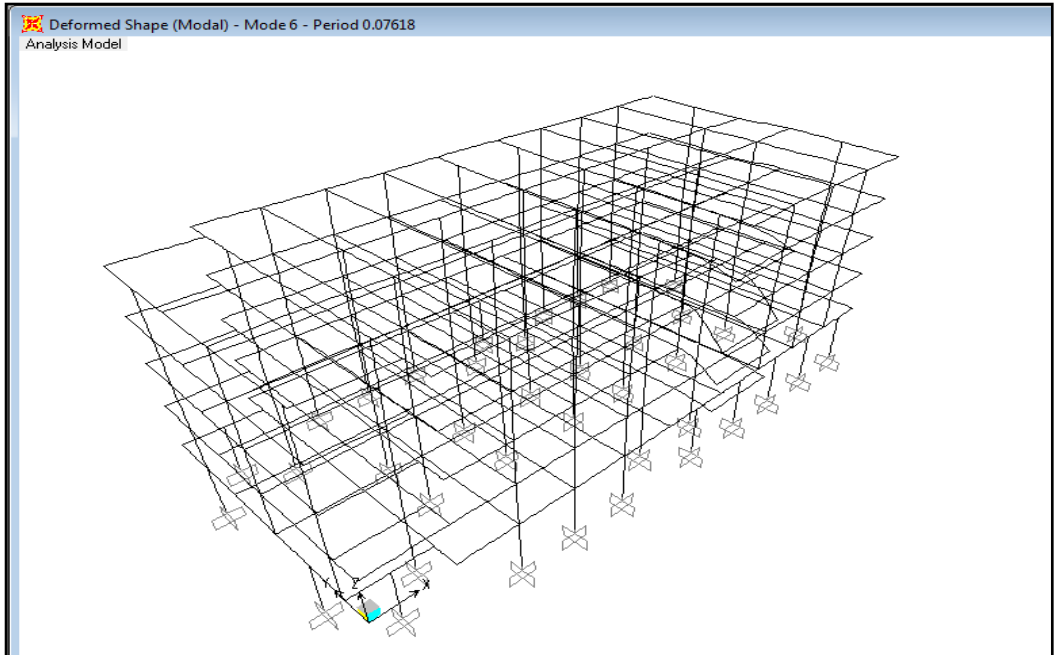 Deformed Shape (Modal) - Mode 6 - Period 0.07618
Analysis Model
Y Z X